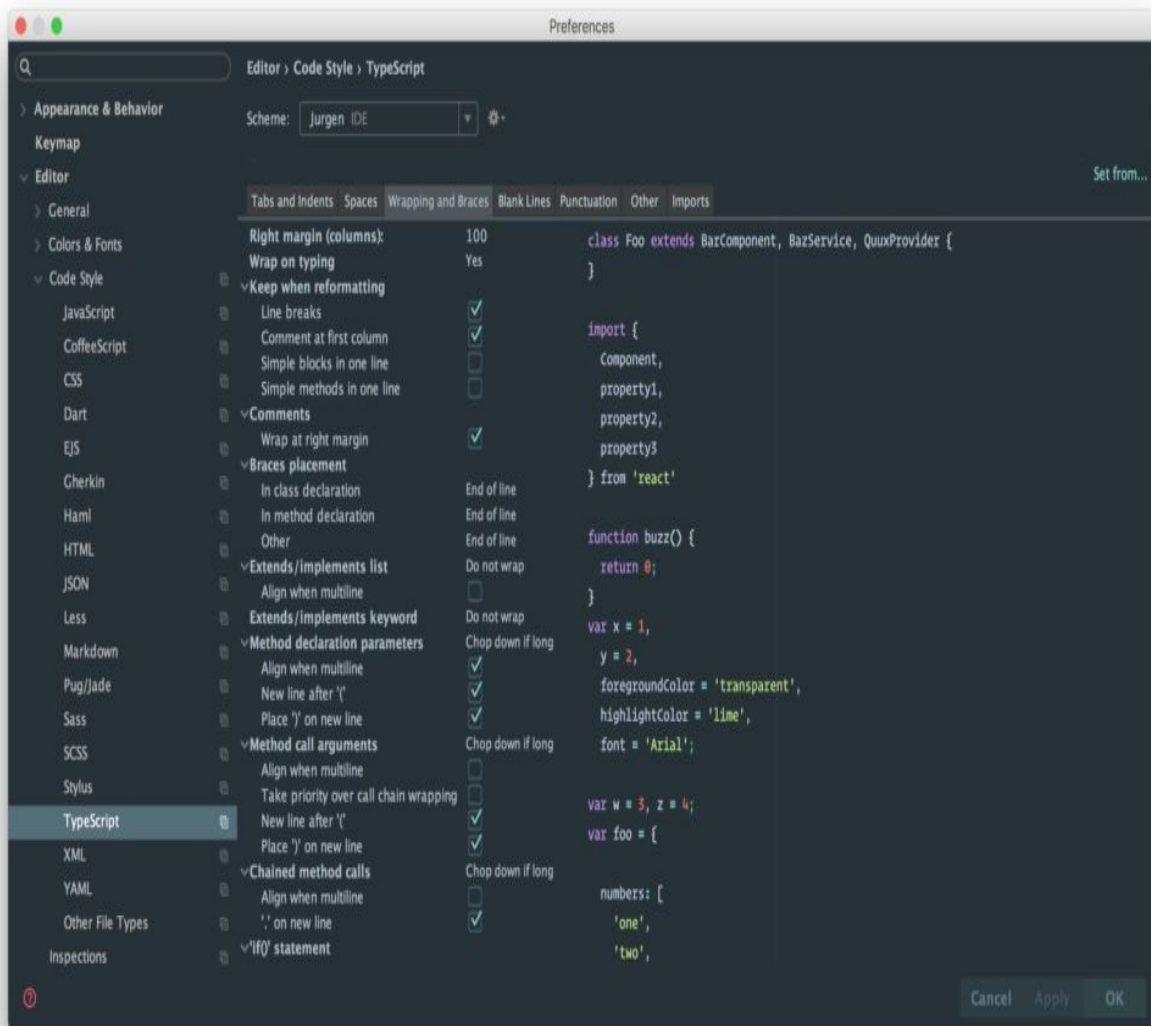 Preferences
Editor › Code Style › TypeScript
Scheme: Jurgen IDE
Set from...
Appearance & Behavior
Keymap
Editor
General
Colors & Fonts
Code Style
JavaScript
CoffeeScript
CSS
Dart
EJS
Gherkin
Haml
HTML
JSON
Less
Markdown
Pug/Jade
Sass
SCSS
Stylus
TypeScript
XML
YAML
Other File Types
Inspections
Tabs and Indents Spaces Wrapping and Braces Blank Lines Punctuation Other Imports
Right margin (columns): 100
Wrap on typing Yes
Keep when reformatting
Line breaks
Comment at first column
Simple blocks in one line
Simple methods in one line
Comments
Wrap at right margin
Braces placement
In class declaration End of line
In method declaration End of line
Other End of line
Extends/implements list Do not wrap
Align when multiline
Extends/implements keyword Do not wrap
Method declaration parameters Chop down if long
Align when multiline
New line after '('
Place ')' on new line
Method call arguments Chop down if long
Align when multiline
Take priority over call chain wrapping
New line after '('
Place ')' on new line
Chained method calls Chop down if long
Align when multiline
'.' on new line
'if()' statement
class Foo extends BarComponent, BazService, QuuxProvider {
}
import {
Component,
property1,
property2,
property3
} from 'react'
function buzz() {
return 0;
}
var x = 1,
y = 2,
foregroundColor = 'transparent',
highlightColor = 'lime',
font = 'Arial';
var w = 3, z = 4;
var foo = {
numbers: [
'one',
'two',
? Cancel Apply OK